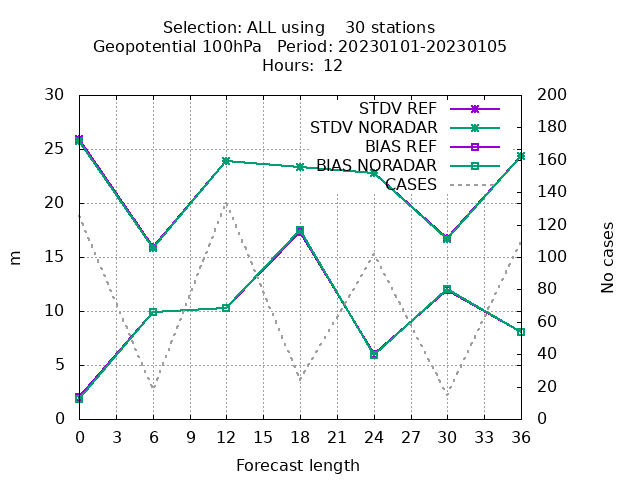 Selection: ALL using    30 stations
Geopotential 100hPa   Period: 20230101-20230105
Hours:  12
30
25
20
15
10
5
0
m
200
180
160
140
120
100
80
60
40
20
0
No cases
STDV REF
STDV NORADAR
BIAS REF
BIAS NORADAR
CASES
0 3 6 9 12 15 18 21 24 27 30 33 36
Forecast length